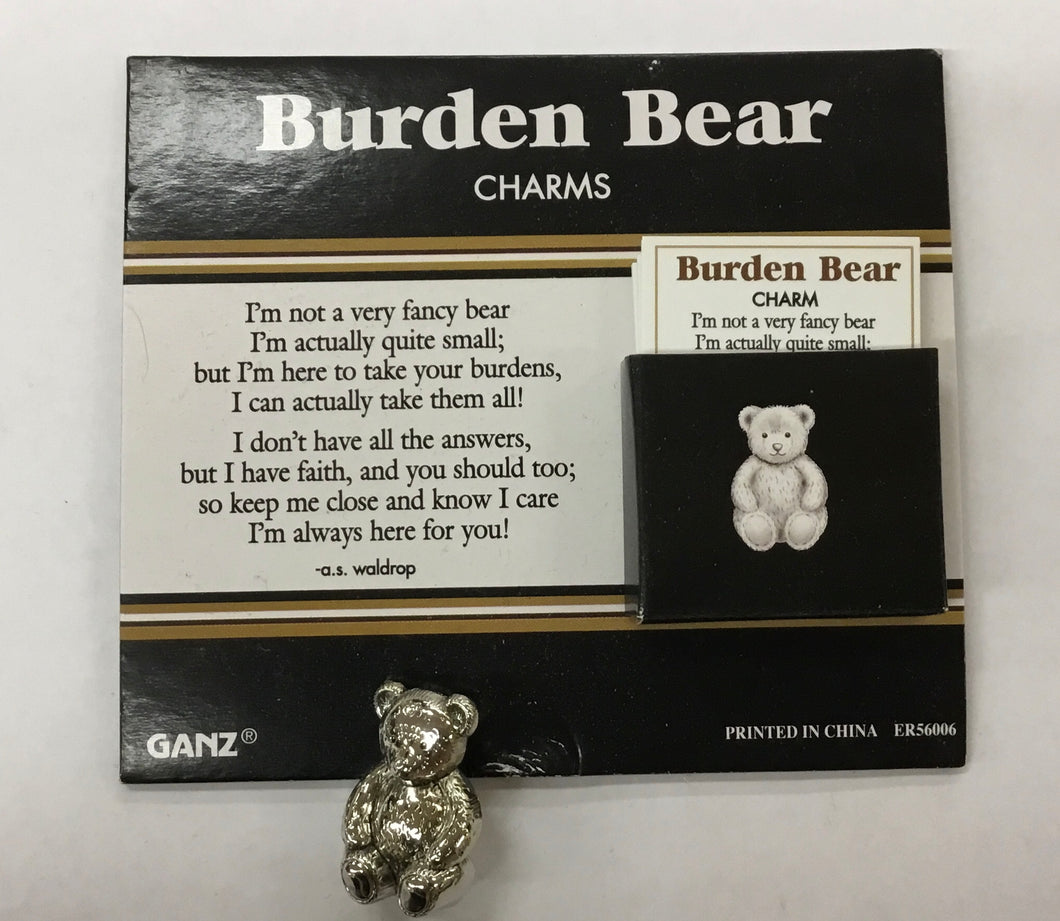 Burden Bear
CHARMS
I'm not a very fancy bear
I'm actually quite small;
but I'm here to take your burdens,
I can actually take them all!
I don't have all the answers,
but I have faith, and you should too;
so keep me close and know I care
I'm always here for you!
-a.s. waldrop
Burden Bear
CHARM
I'm not a very fancy bear
I'm actually quite small;
GANZ®
PRINTED IN CHINA ER56006